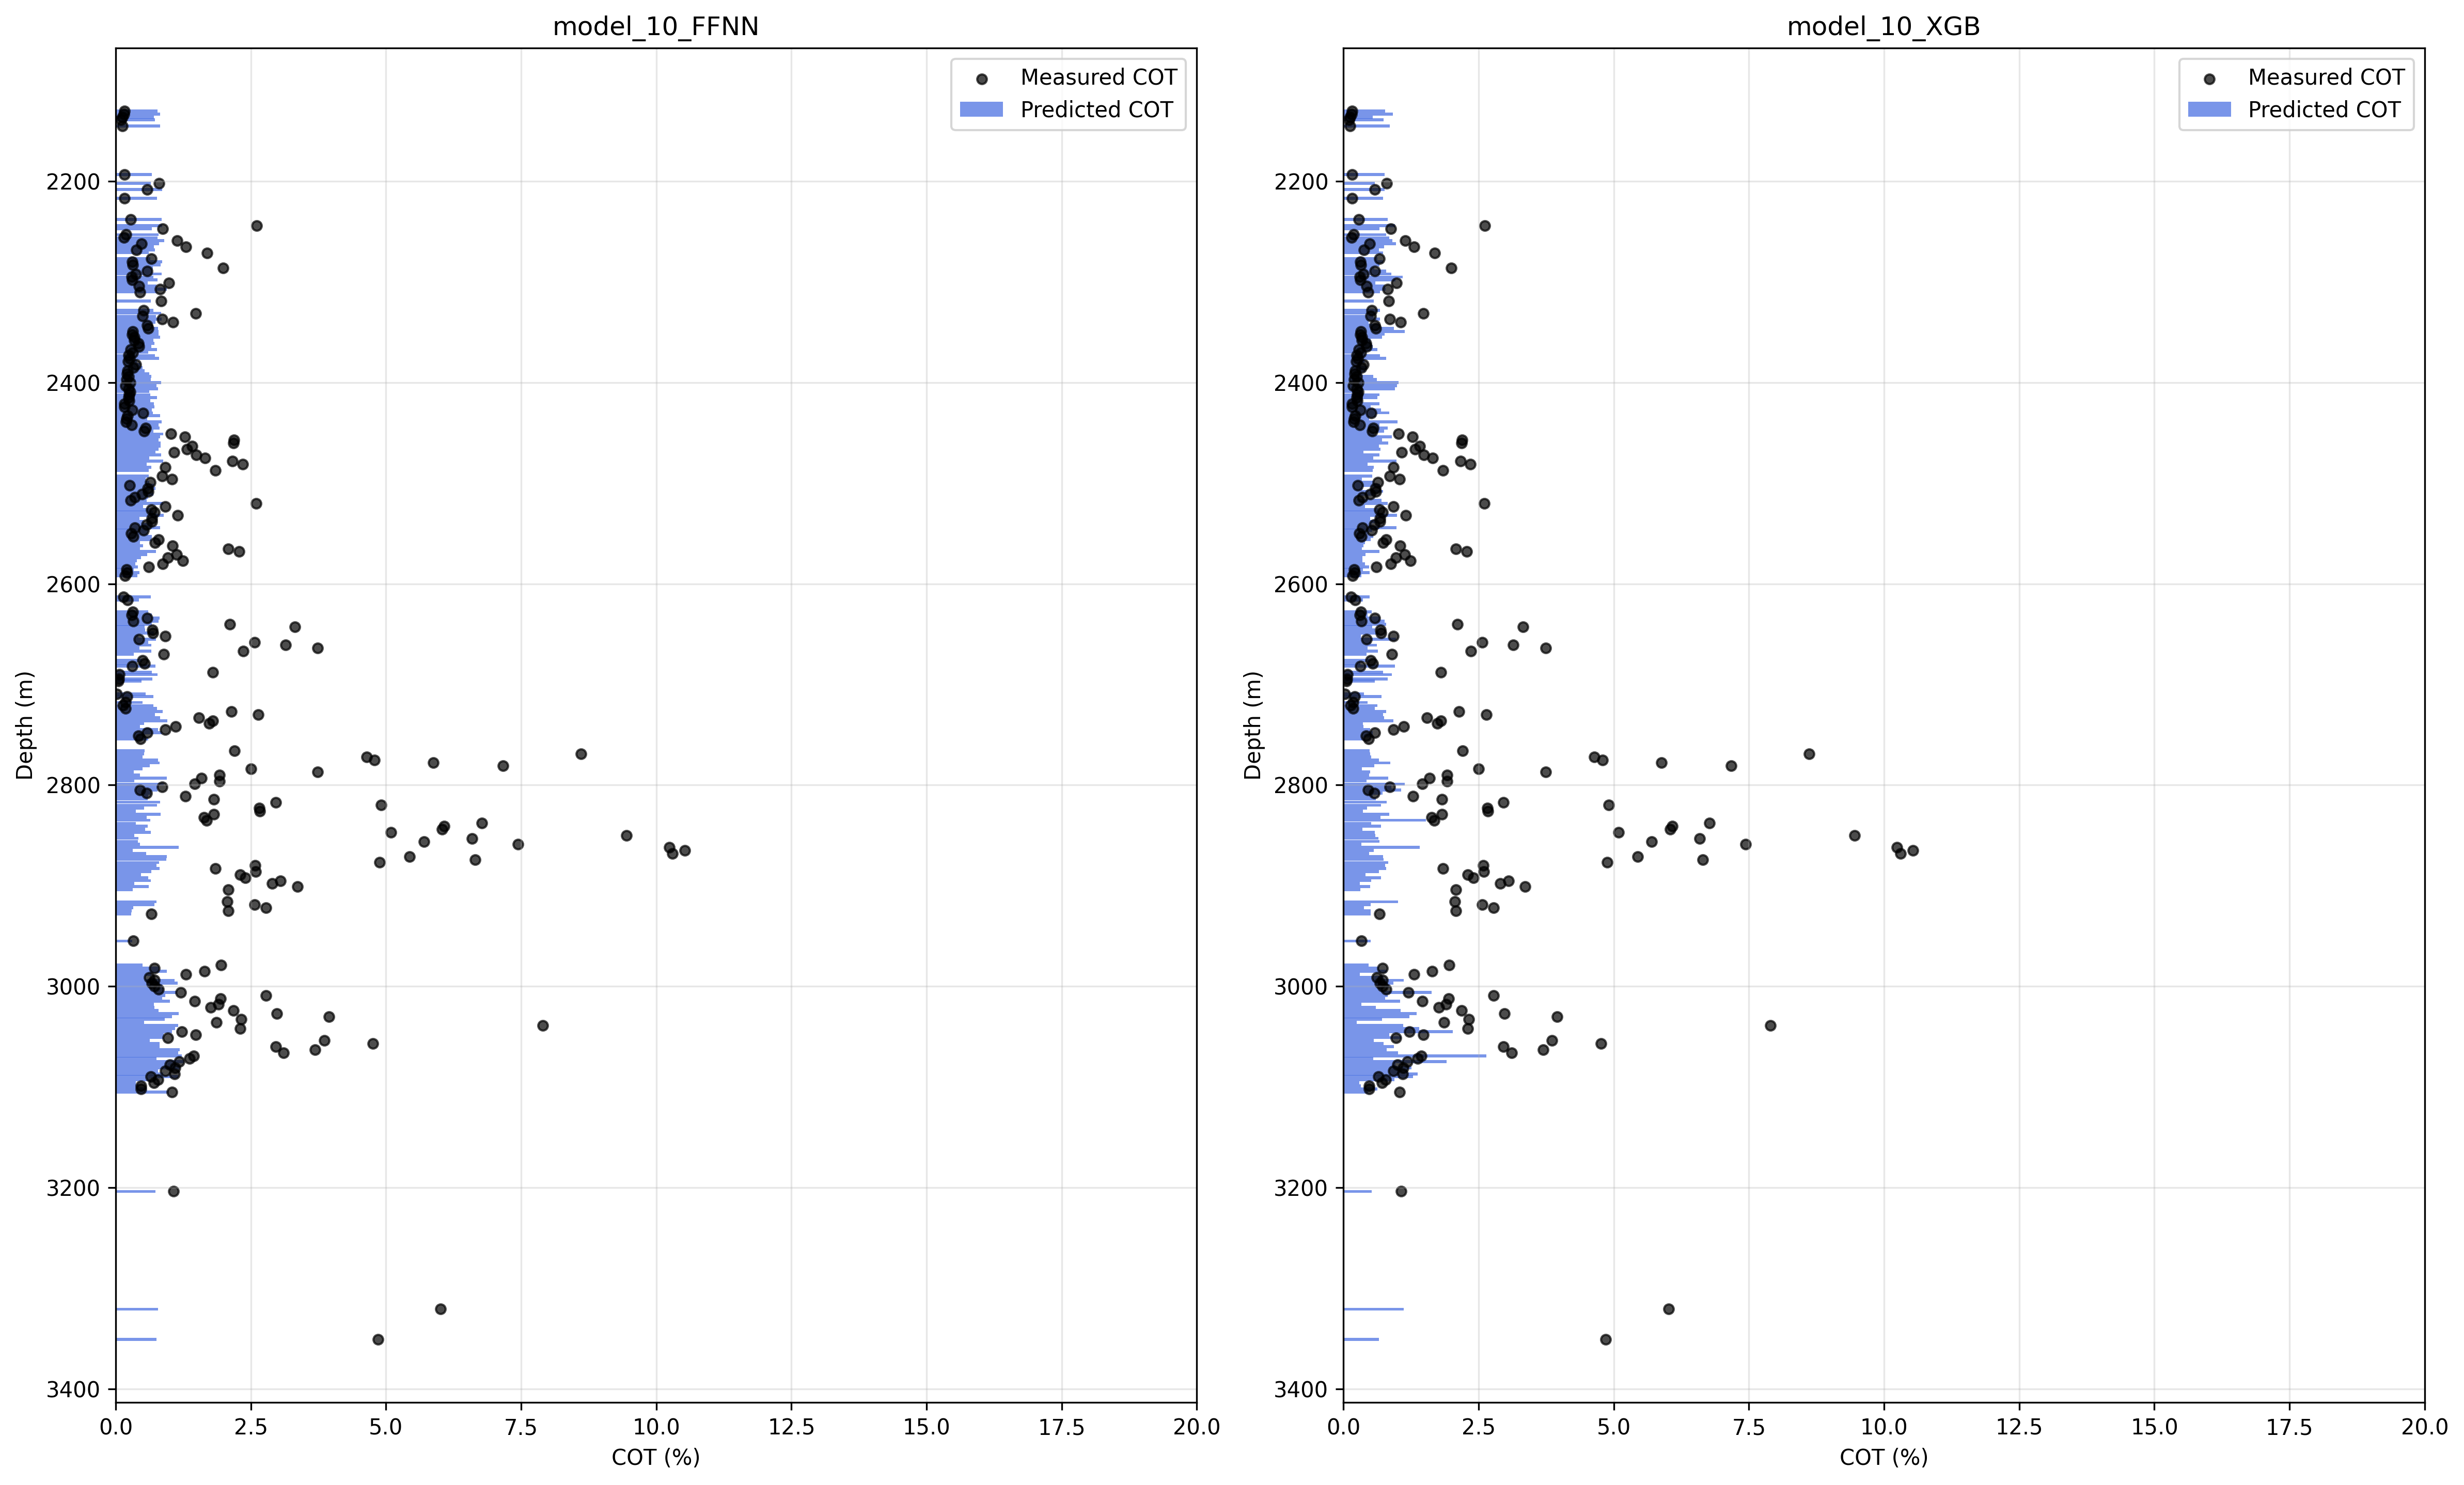 model_10_FFNN
Measured COT
Predicted COT
Depth (m)
2200
2400
2600
2800
3000
3200
3400
0.0 2.5 5.0 7.5 10.0 12.5 15.0 17.5 20.0
COT (%)
model_10_XGB
Measured COT
Predicted COT
Depth (m)
2200
2400
2600
2800
3000
3200
3400
0.0 2.5 5.0 7.5 10.0 12.5 15.0 17.5 20.0
COT (%)